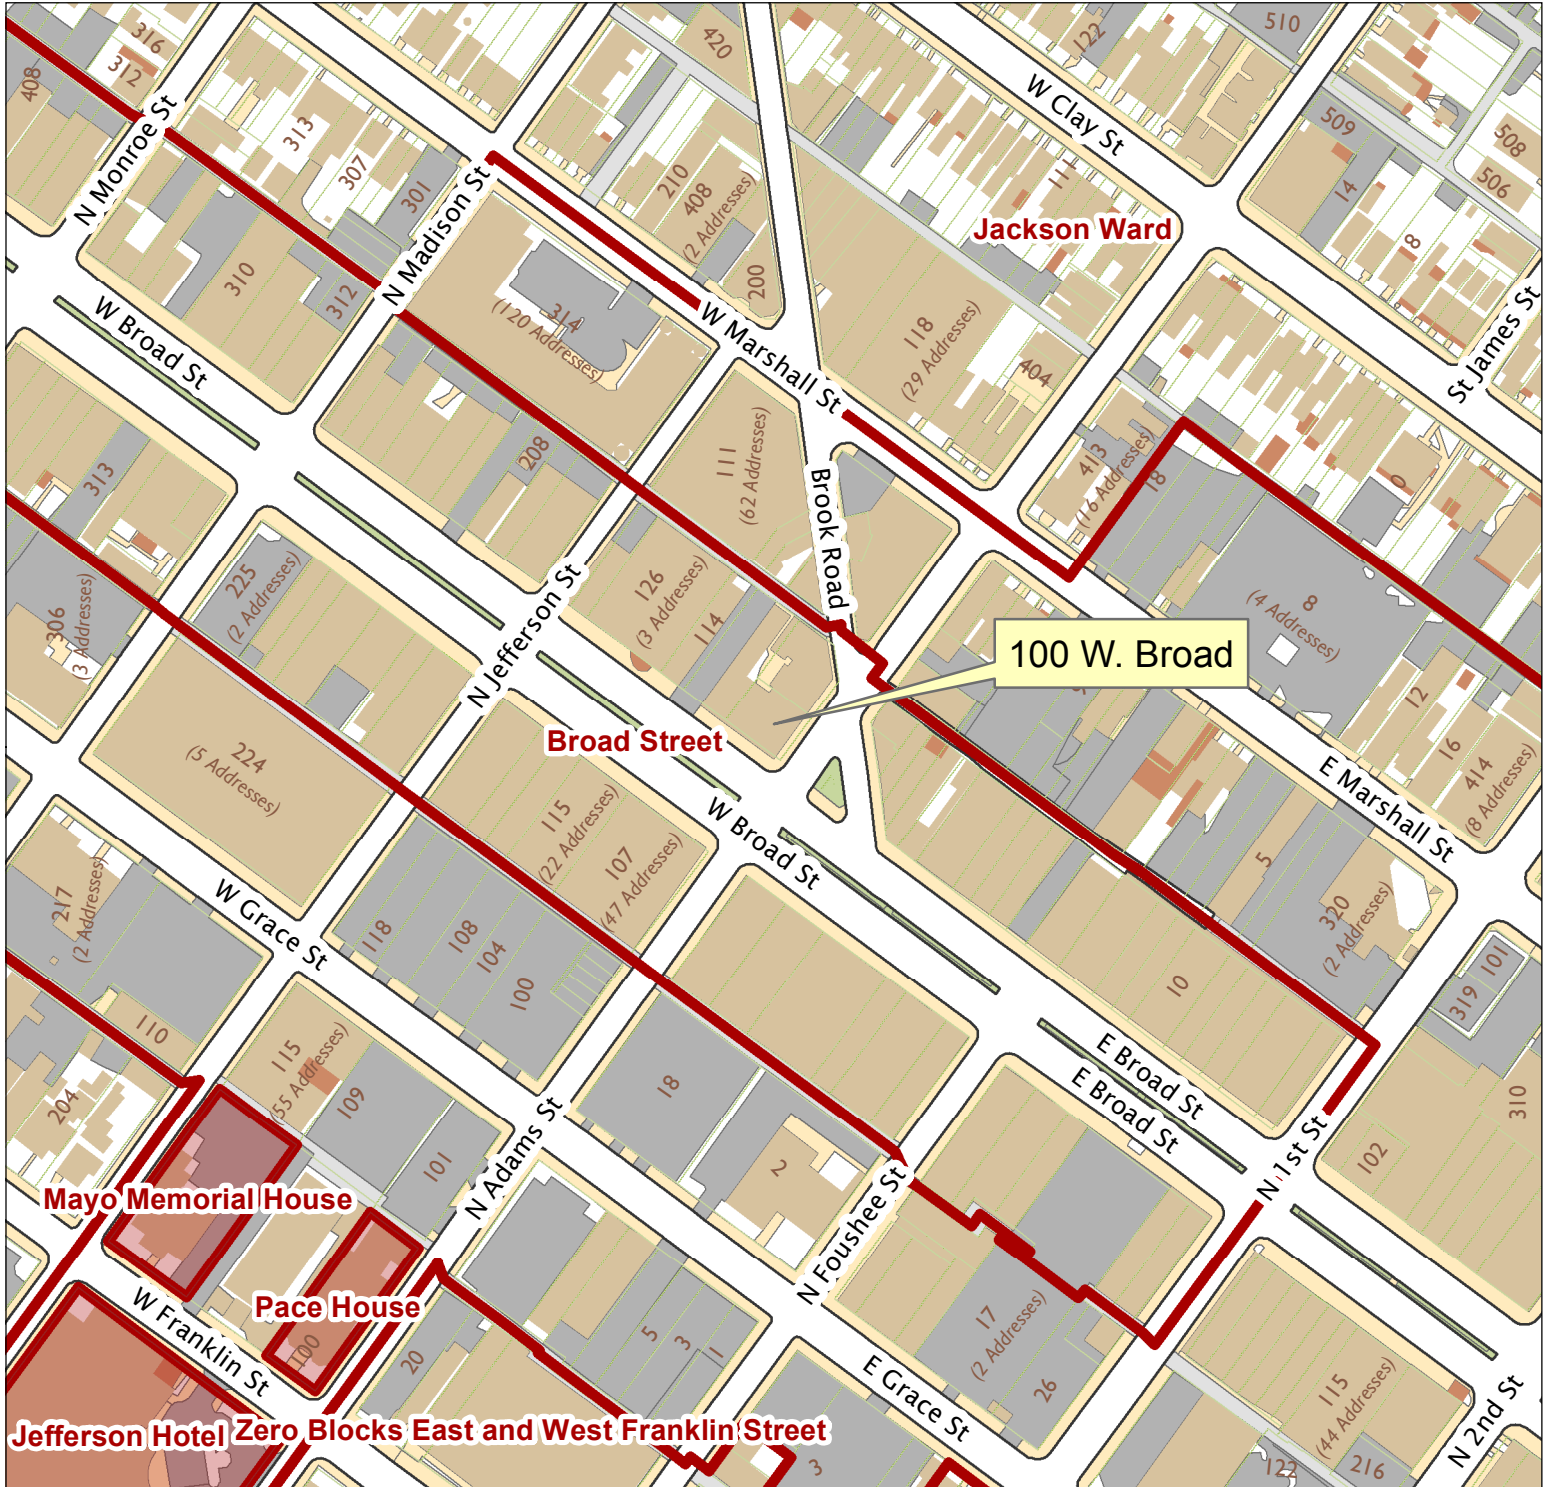 316
312
408
420
122
510
W Clay St
509
508
506
14
8
11
N Monroe St
313
307
301
210
408
(2 Addresses)
200
Jackson Ward
N Madison St
310
312
314
(120 Addresses)
W Marshall St
118
(29 Addresses)
404
St James St
W Broad St
313
208
111
(62 Addresses)
Brook Road
413
(16 Addresses)
18
0
225
(2 Addresses)
306
(3 Addresses)
126
(3 Addresses)
114
N Jefferson St
8
(4 Addresses)
100 W. Broad
12
16
414
(8 Addresses)
E Marshall St
224
(5 Addresses)
Broad Street
115
(22 Addresses)
107
(47 Addresses)
W Broad St
5
320
(2 Addresses)
217
(2 Addresses)
W Grace St
118
108
104
100
10
101
319
110
115
(55 Addresses)
109
101
204
18
2
E Broad St
E Broad St
310
102
N 1st St
N Adams St
N Foushee St
Mayo Memorial House
Pace House
100
W Franklin St
20
5
3
1
17
(2 Addresses)
26
E Grace St
115
(44 Addresses)
N 2nd St
Jefferson Hotel
Zero Blocks East and West Franklin Street
3
122
216